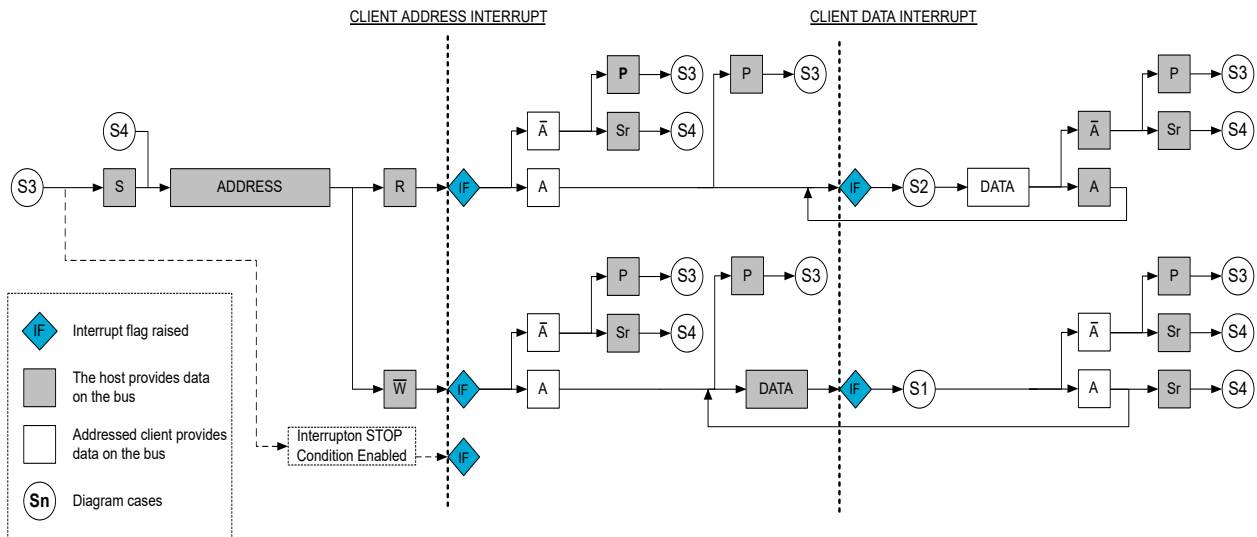 CLIENT ADDRESS INTERRUPT
CLIENT DATA INTERRUPT
P S3 P S3 P S3
S4 A̅ Sr S4 A̅ Sr S4
S3 S ADDRESS R IF A IF S2 DATA A
P S3 P S3 P S3
A̅ Sr S4 A̅ Sr S4
W̅ IF A DATA IF S1 A Sr S4
Interrupton STOP
Condition Enabled
IF
IF Interrupt flag raised
The host provides data
on the bus
Addressed client provides
data on the bus
Sn Diagram cases